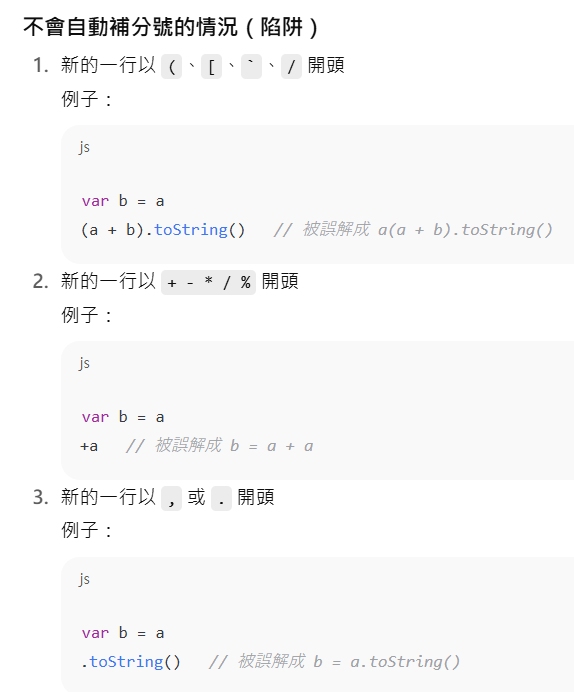 不會自動補分號的情況（陷阱）
1. 新的一行以 (、[、`、/ 開頭
例子：
js
var b = a
(a + b).toString()   // 被誤解成 a(a + b).toString()
2. 新的一行以 + - * / % 開頭
例子：
js
var b = a
+a   // 被誤解成 b = a + a
3. 新的一行以 , 或 . 開頭
例子：
js
var b = a
.toString()   // 被誤解成 b = a.toString()